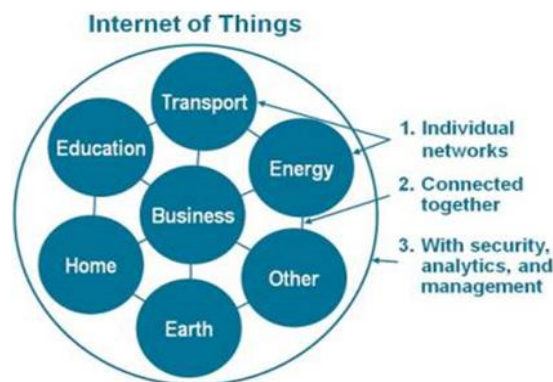 Internet of Things
Transport
Education
Energy
Business
Home
Other
Earth
1. Individual
networks
2. Connected
together
3. With security,
analytics, and
management